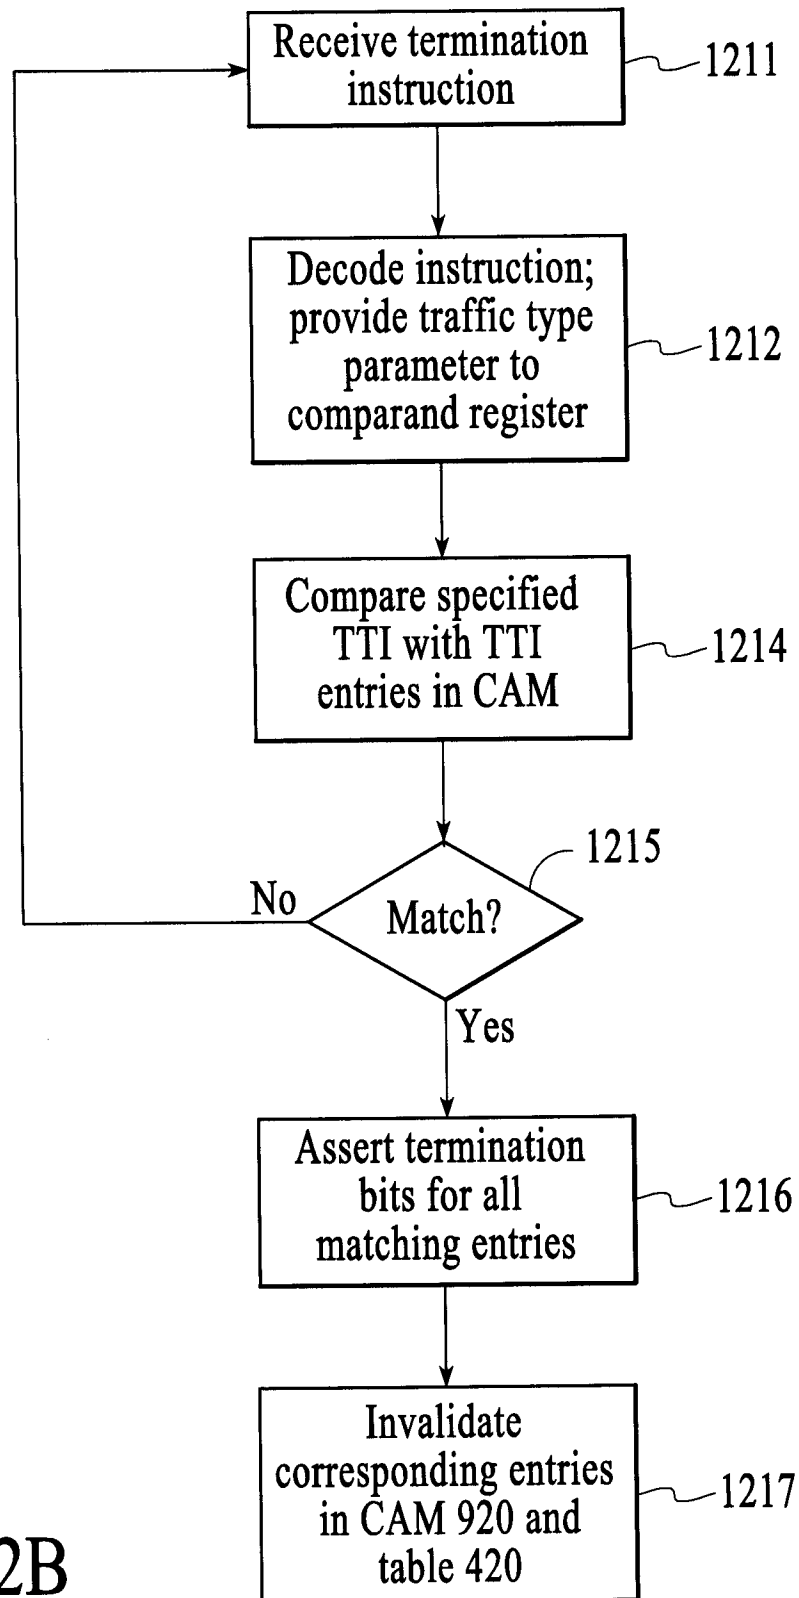 Receive termination
instruction
1211
Decode instruction;
provide traffic type
parameter to
comparand register
1212
Compare specified
TTI with TTI
entries in CAM
1214
1215
No
Match?
Yes
Assert termination
bits for all
matching entries
1216
Invalidate
corresponding entries
in CAM 920 and
table 420
1217
2B